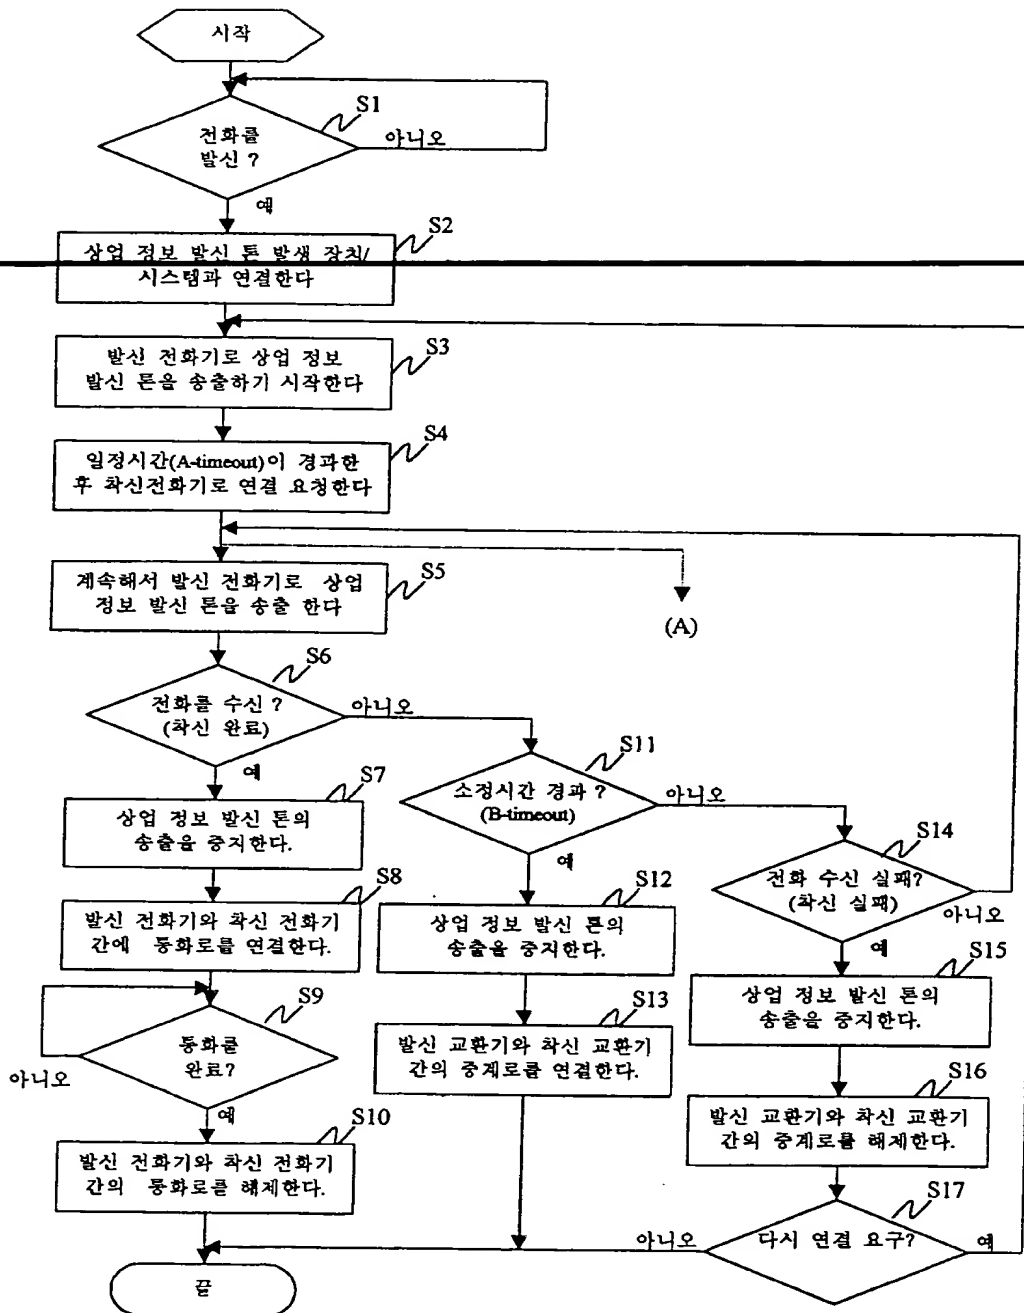 시작
S1
전화를
발신 ?
아니오
예
S2
상업 정보 발신 톤 발생 장치/
시스템과 연결한다
S3
발신 전화기로 상업 정보
발신 톤을 송출하기 시작한다
S4
일정시간(A-timeout)이 경과한
후 착신전화기로 연결 요청한다
S5
계속해서 발신 전화기로 상업
정보 발신 톤을 송출 한다
(A)
S6
전화를 수신 ?
(착신 완료)
아니오
예
S7
상업 정보 발신 톤의
송출을 중지한다.
S8
발신 전화기와 착신 전화기
간에 통화로를 연결한다.
S9
통화를
완료?
아니오
예
S10
발신 전화기와 착신 전화기
간의 통화로를 해제한다.
S11
소정시간 경과 ?
(B-timeout)
아니오
예
S12
상업 정보 발신 톤의
송출을 중지한다.
S13
발신 교환기와 착신 교환기
간의 중계로를 연결한다.
S14
전화 수신 실패?
(착신 실패)
아니오
예
S15
상업 정보 발신 톤의
송출을 중지한다.
S16
발신 교환기와 착신 교환기
간의 중계로를 해제한다.
S17
다시 연결 요구?
아니오
예
끝